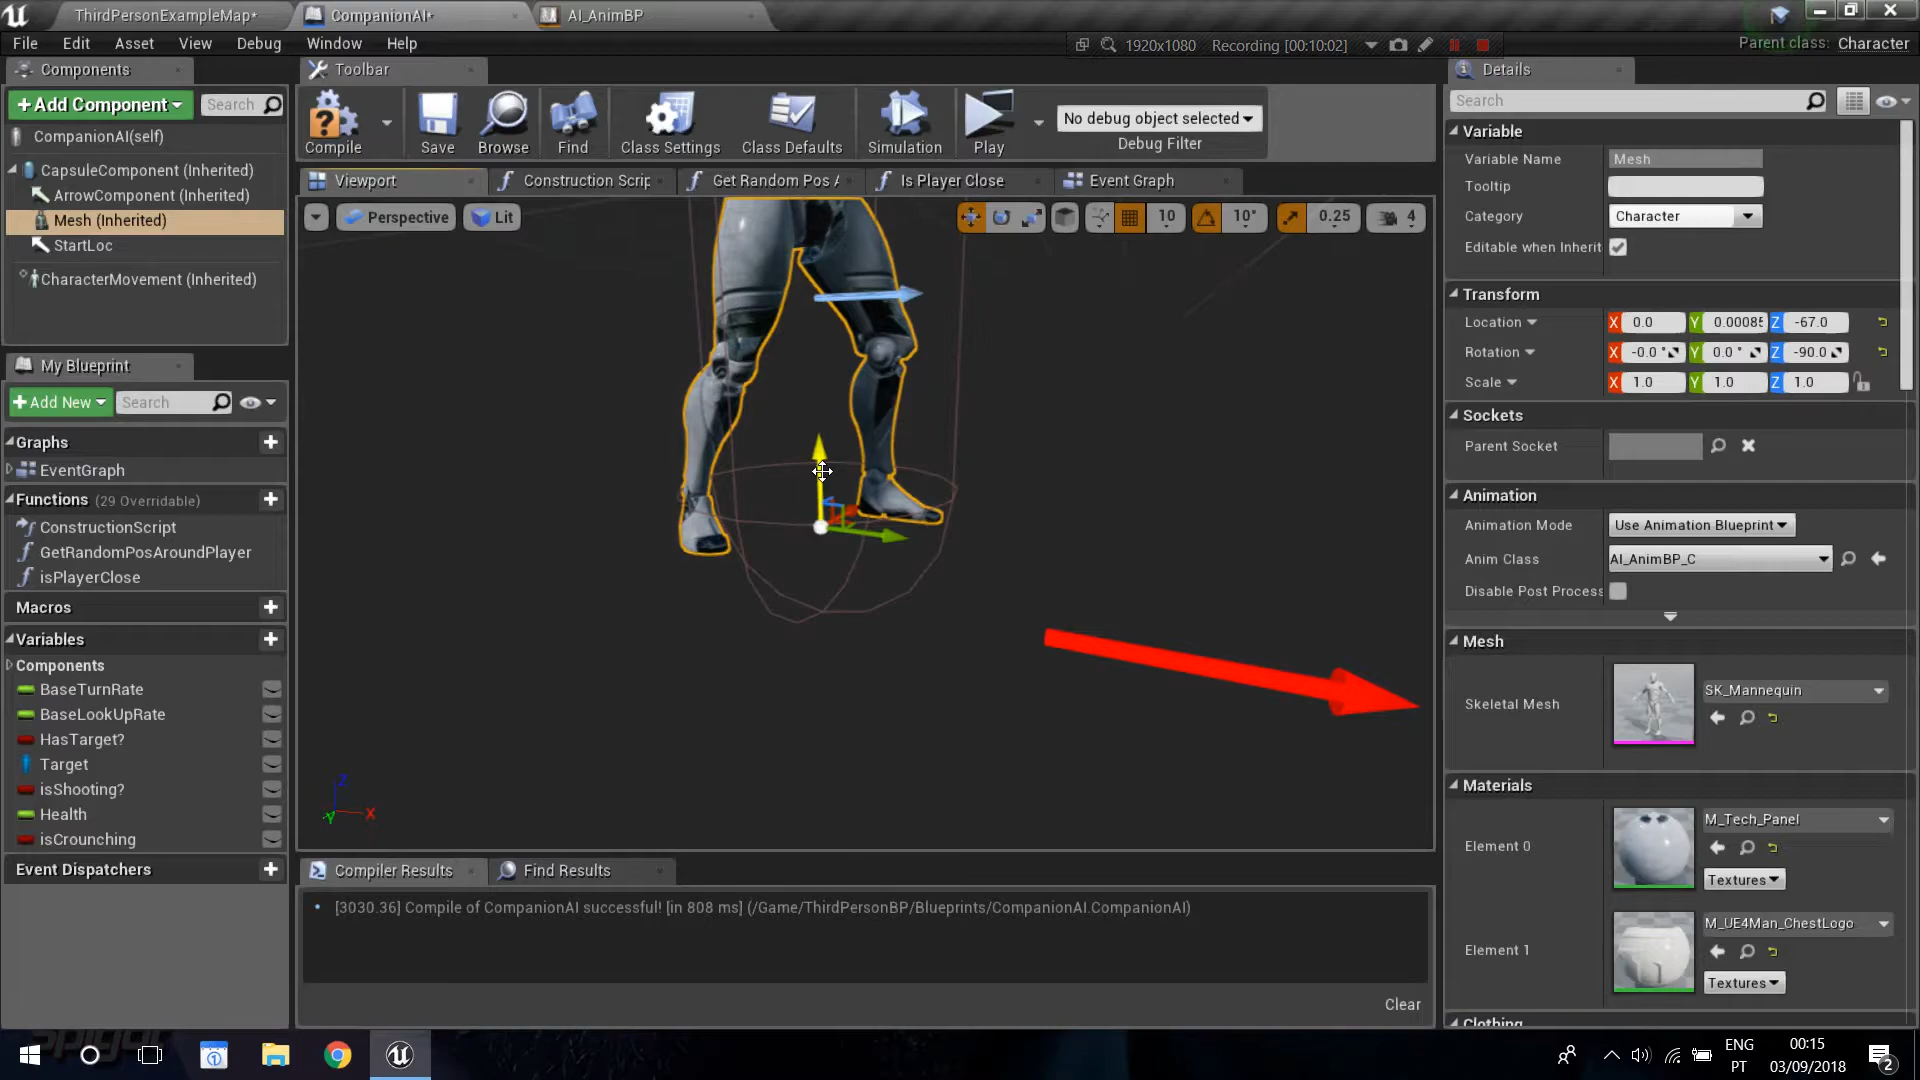 ThirdPersonExampleMap*
CompanionAI*
AI_AnimBP
File Edit Asset View Debug Window Help
1920x1080 Recording [00:10:02]
Parent class: Character
Components
Toolbar
Details
+Add Component
Search
CompanionAI(self)
CapsuleComponent (Inherited)
ArrowComponent (Inherited)
Mesh (Inherited)
StartLoc
CharacterMovement (Inherited)
Compile
Save
Browse
Find
Class Settings
Class Defaults
Simulation
Play
No debug object selected
Debug Filter
Viewport
Construction Scrip
Get Random Pos A
Is Player Close
Event Graph
Perspective
Lit
10
10°
0.25
4
My Blueprint
+Add New
Search
Graphs
EventGraph
Functions (29 Overridable)
ConstructionScript
GetRandomPosAroundPlayer
isPlayerClose
Macros
Variables
Components
BaseTurnRate
BaseLookUpRate
HasTarget?
Target
isShooting?
Health
isCrounching
Event Dispatchers
Z
X
Y
Compiler Results
Find Results
[3030.36] Compile of CompanionAI successful! [in 808 ms] (/Game/ThirdPersonBP/Blueprints/CompanionAI.CompanionAI)
Clear
Search
Variable
Variable Name Mesh
Tooltip
Category Character
Editable when Inherit
Transform
Location X 0.0 Y 0.00085 Z -67.0
Rotation X -0.0 ° Y 0.0 ° Z -90.0
Scale X 1.0 Y 1.0 Z 1.0
Sockets
Parent Socket
Animation
Animation Mode Use Animation Blueprint
Anim Class AI_AnimBP_C
Disable Post Process
Mesh
Skeletal Mesh SK_Mannequin
Materials
Element 0 M_Tech_Panel
Textures
Element 1 M_UE4Man_ChestLogo
Textures
Clothing
ENG
PT
00:15
03/09/2018
2